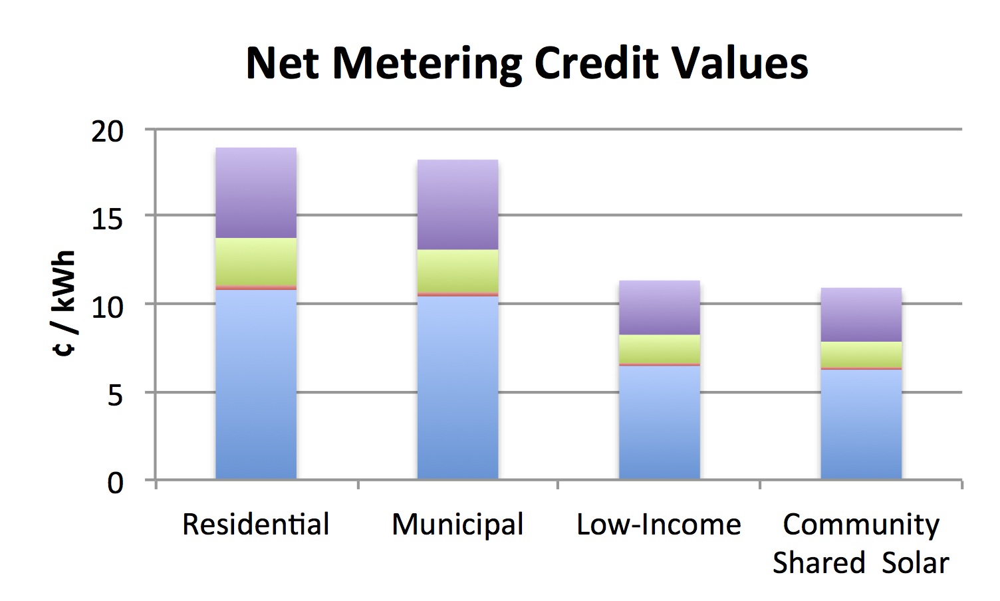 Net Metering Credit Values
20
15
10
5
0
¢ / kWh
Residential
Municipal
Low-Income
Community
Shared Solar